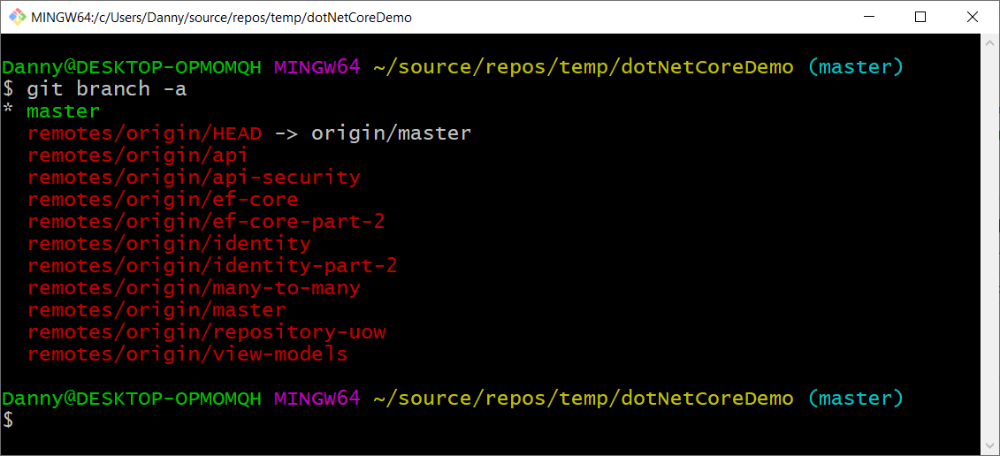 MINGW64:/c/Users/Danny/source/repos/temp/dotNetCoreDemo
Danny@DESKTOP-OPMOMQH MINGW64 ~/source/repos/temp/dotNetCoreDemo (master)
$ git branch -a
* master
  remotes/origin/HEAD -> origin/master
  remotes/origin/api
  remotes/origin/api-security
  remotes/origin/ef-core
  remotes/origin/ef-core-part-2
  remotes/origin/identity
  remotes/origin/identity-part-2
  remotes/origin/many-to-many
  remotes/origin/master
  remotes/origin/repository-uow
  remotes/origin/view-models
Danny@DESKTOP-OPMOMQH MINGW64 ~/source/repos/temp/dotNetCoreDemo (master)
$